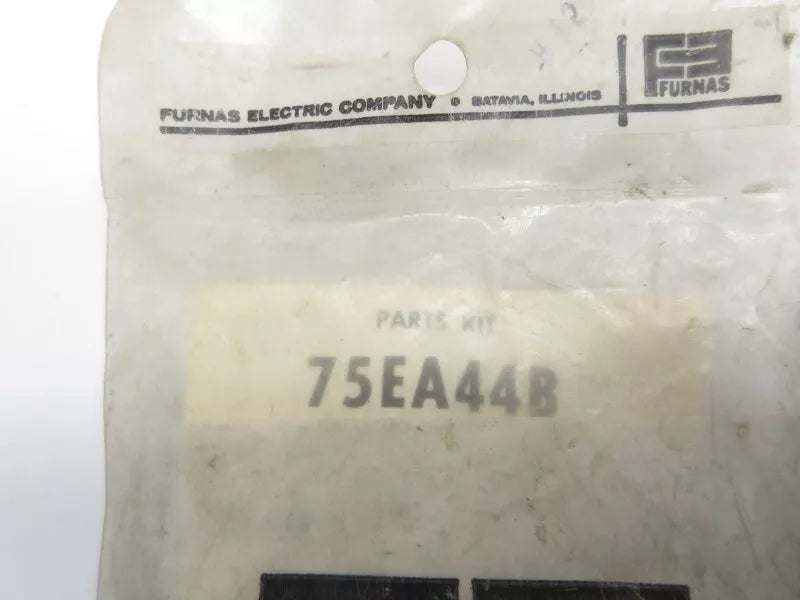 FURNAS ELECTRIC COMPANY • BATAVIA, ILLINOIS
FURNAS
PARTS KIT
75EA44B